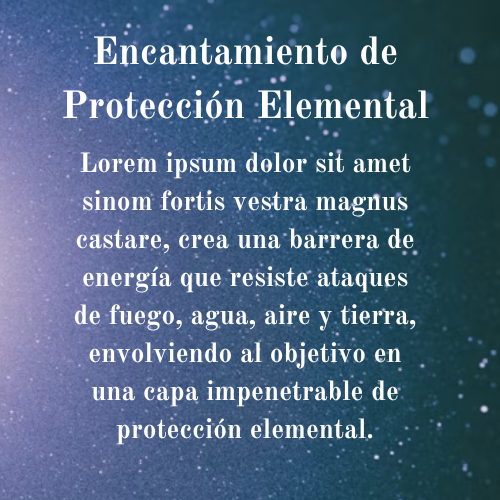 Encantamiento de
Protección Elemental
Lorem ipsum dolor sit amet
sinom fortis vestra magnus
castare, crea una barrera de
energía que resiste ataques
de fuego, agua, aire y tierra,
envolviendo al objetivo en
una capa impenetrable de
protección elemental.